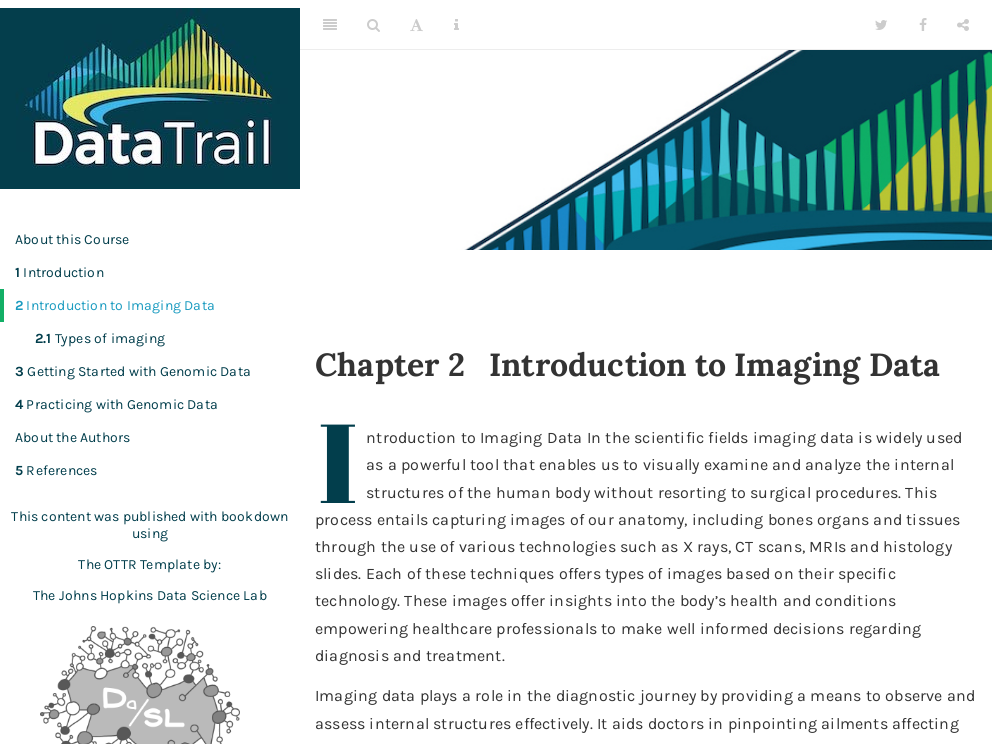 DataTrail
About this Course
1 Introduction
2 Introduction to Imaging Data
2.1 Types of imaging
3 Getting Started with Genomic Data
4 Practicing with Genomic Data
About the Authors
5 References
This content was published with bookdown
using
The OTTR Template by:
The Johns Hopkins Data Science Lab
Da/SL
A
i
Chapter 2 Introduction to Imaging Data
Introduction to Imaging Data In the scientific fields imaging data is widely used
as a powerful tool that enables us to visually examine and analyze the internal
structures of the human body without resorting to surgical procedures. This
process entails capturing images of our anatomy, including bones organs and tissues
through the use of various technologies such as X rays, CT scans, MRIs and histology
slides. Each of these techniques offers types of images based on their specific
technology. These images offer insights into the body’s health and conditions
empowering healthcare professionals to make well informed decisions regarding
diagnosis and treatment.
Imaging data plays a role in the diagnostic journey by providing a means to observe and
assess internal structures effectively. It aids doctors in pinpointing ailments affecting